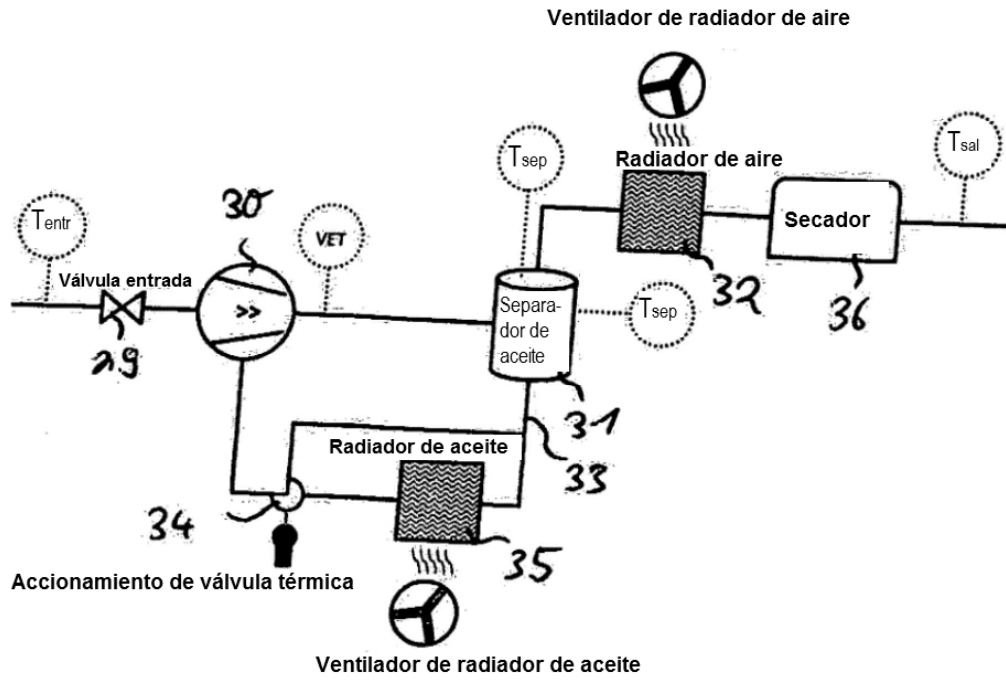 Ventilador de radiador de aire
Tsep
Radiador de aire
Tsal
30
Tentr
VET
Secador
Válvula entrada
>>
32
36
Separa-
dor de
aceite
Tsep
29
31
Radiador de aceite
33
34
35
Accionamiento de válvula térmica
Ventilador de radiador de aceite